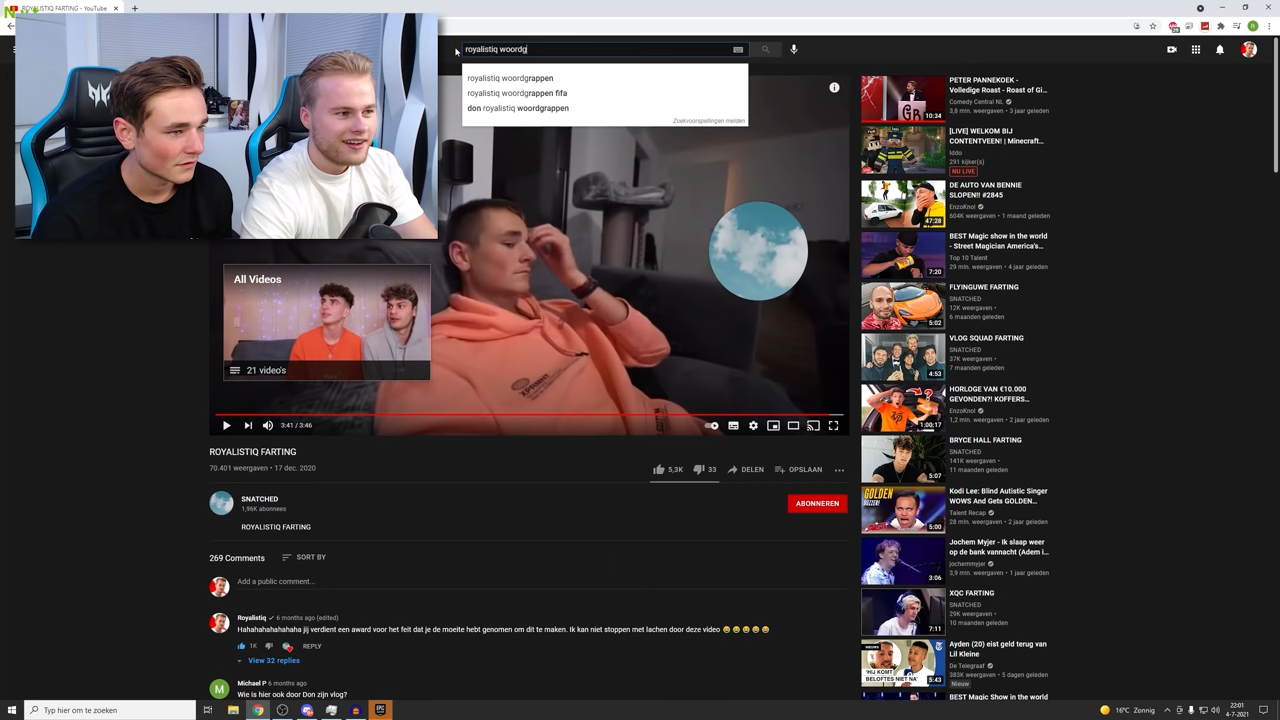 ROYALISTIQ FARTING - YouTube
royalistiq woordg
royalistiq woordgrappen
royalistiq woordgrappen fifa
don royalistiq woordgrappen
Zoekvoorspellingen melden
All Videos
21 video's
XPRNMNT
3:41 / 3:46
ROYALISTIQ FARTING
70.401 weergaven • 17 dec. 2020
5,3K
33
DELEN
OPSLAAN
SNATCHED
1,96K abonnees
ABONNEREN
ROYALISTIQ FARTING
269 Comments
SORT BY
Add a public comment...
Royalistiq 6 months ago (edited)
Hahahahahahahaha jij verdient een award voor het feit dat je de moeite hebt genomen om dit te maken. Ik kan niet stoppen met lachen door deze video 😂 😂 😂 😂 😂
1K
REPLY
View 32 replies
M
Michael P 6 months ago
Wie is hier ook door Don zijn vlog?
PETER PANNEKOEK -
Volledige Roast - Roast of Gi...
Comedy Central NL
3,8 mln. weergaven • 3 jaar geleden
10:34
[LIVE] WELKOM BIJ
CONTENTVEEN! | Minecraft...
Iddo
291 kijker(s)
NU LIVE
DE AUTO VAN BENNIE
SLOPEN!! #2845
EnzoKnol
604K weergaven • 1 maand geleden
47:28
BEST Magic show in the world
- Street Magician America's...
Top 10 Talent
29 mln. weergaven • 4 jaar geleden
7:20
FLYINGUWE FARTING
SNATCHED
12K weergaven •
6 maanden geleden
5:02
VLOG SQUAD FARTING
SNATCHED
37K weergaven •
7 maanden geleden
4:53
HORLOGE VAN €10.000
GEVONDEN?! KOFFERS...
EnzoKnol
1,2 mln. weergaven • 2 jaar geleden
1:00:17
BRYCE HALL FARTING
SNATCHED
141K weergaven •
11 maanden geleden
5:07
Kodi Lee: Blind Autistic Singer
WOWS And Gets GOLDEN...
Talent Recap
28 mln. weergaven • 2 jaar geleden
GOLDEN
BUZZER!
5:00
Jochem Myjer - Ik slaap weer
op de bank vannacht (Adem i...
jochemmyjer
3,9 mln. weergaven • 1 jaar geleden
3:06
XQC FARTING
SNATCHED
29K weergaven •
10 maanden geleden
7:11
Ayden (20) eist geld terug van
Lil Kleine
De Telegraaf
383K weergaven • 5 dagen geleden
Nieuw
NIEUWS
'HIJ KOMT
BELOFTES NIET NA'
5:43
BEST Magic Show in the world
Typ hier om te zoeken
EPIC
16°C Zonnig
22:01
4-7-2021